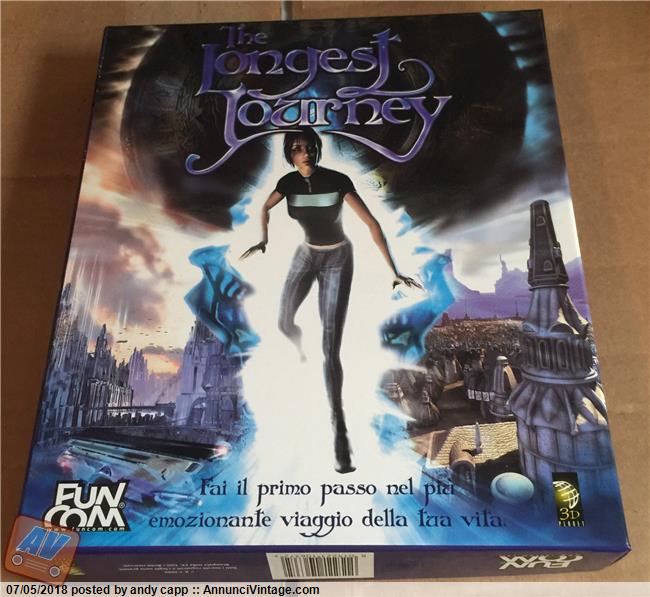 The
Longest
Journey
Fai il primo passo nel più
emozionante viaggio della tua vita.
FUN
COM
www.funcom.com
3D
PLANET
AV
CTO
07/05/2018 posted by andy capp :: AnnunciVintage.com